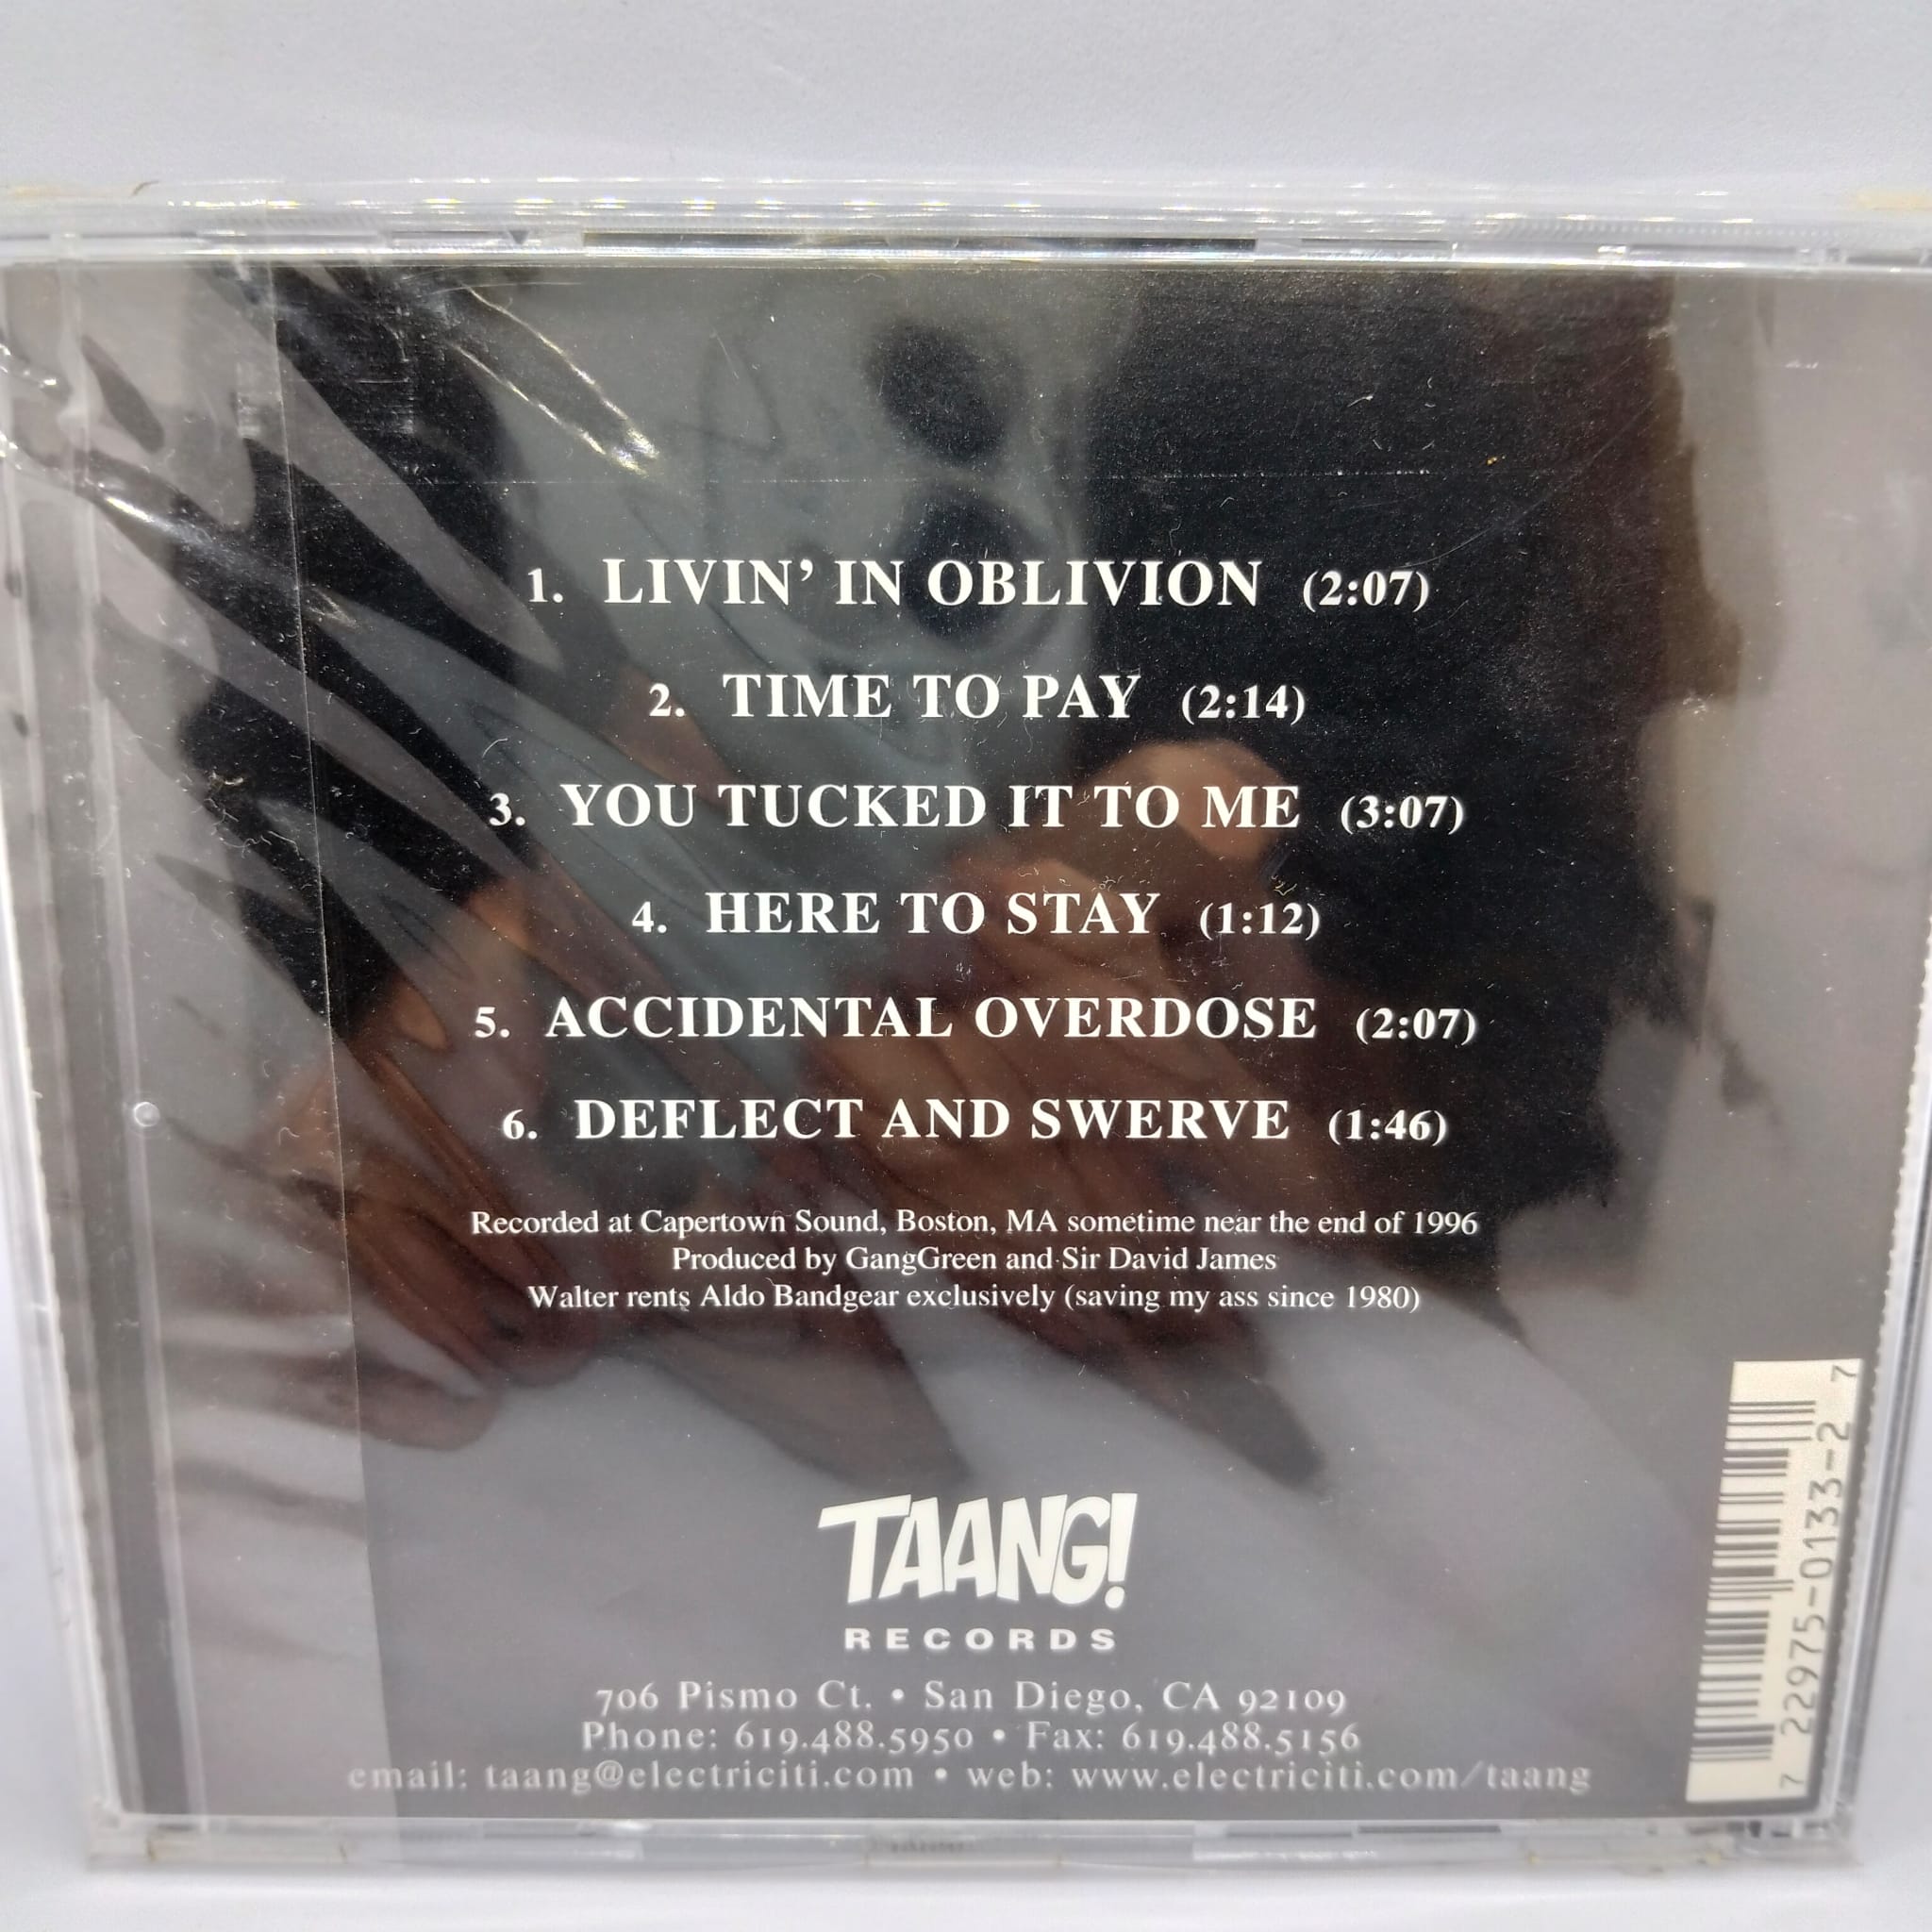 1. LIVIN' IN OBLIVION (2:07)
2. TIME TO PAY (2:14)
3. YOU TUCKED IT TO ME (3:07)
4. HERE TO STAY (1:12)
5. ACCIDENTAL OVERDOSE (2:07)
6. DEFLECT AND SWERVE (1:46)
Recorded at Capertown Sound, Boston, MA sometime near the end of 1996
Produced by GangGreen and Sir David James
Walter rents Aldo Bandgear exclusively (saving my ass since 1980)
TAANG!
RECORDS
706 Pismo Ct. • San Diego, CA 92109
Phone: 619.488.5950 • Fax: 619.488.5156
email: taang@electriciti.com • web: www.electriciti.com/taang
7 22975-0133-2 7